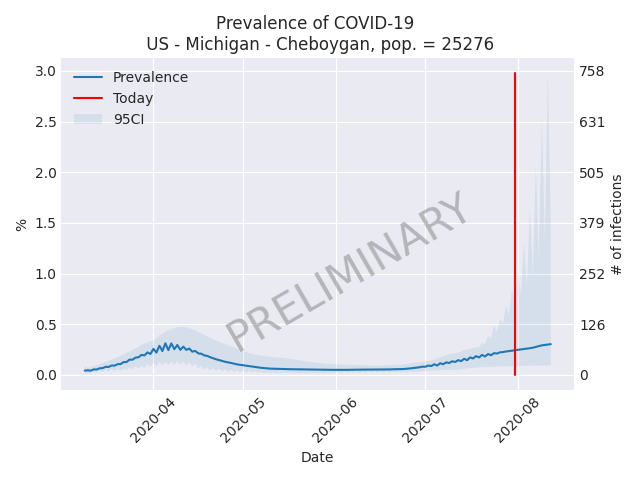 Prevalence of COVID-19
US - Michigan - Cheboygan, pop. = 25276
Prevalence
Today
95CI
3.0
2.5
2.0
1.5
1.0
0.5
0.0
%
758
631
505
379
252
126
0
# of infections
PRELIMINARY
2020-04
2020-05
2020-06
2020-07
2020-08
Date